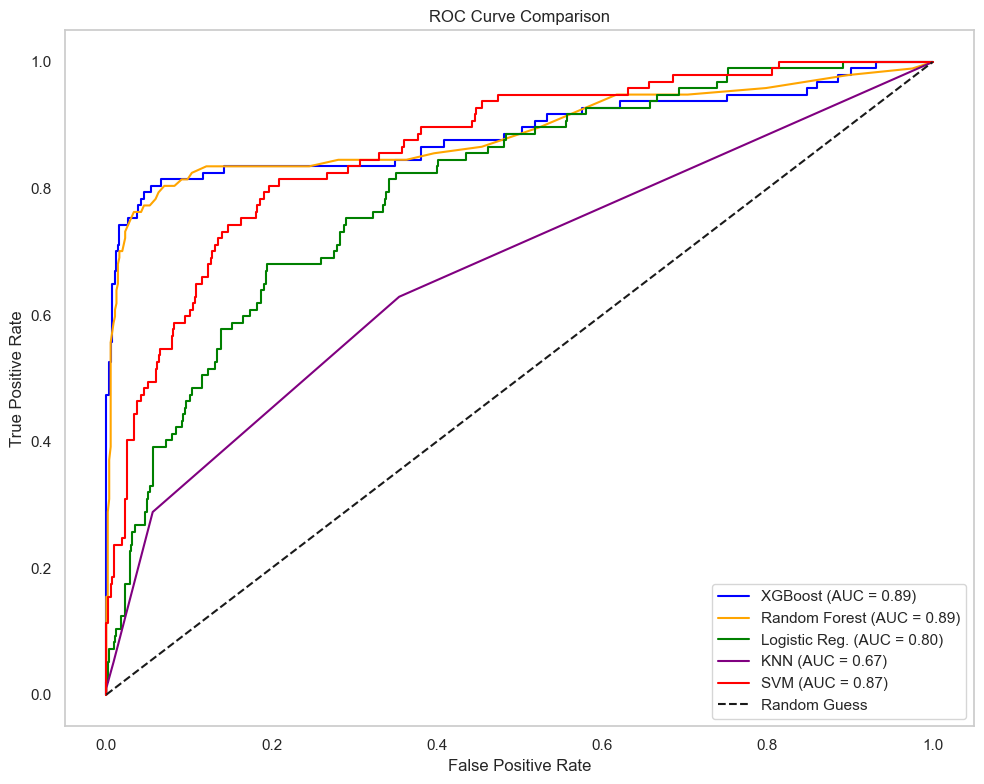 ROC Curve Comparison
True Positive Rate
1.0
0.8
0.6
0.4
0.2
0.0
XGBoost (AUC = 0.89)
Random Forest (AUC = 0.89)
Logistic Reg. (AUC = 0.80)
KNN (AUC = 0.67)
SVM (AUC = 0.87)
Random Guess
0.0 0.2 0.4 0.6 0.8 1.0
False Positive Rate